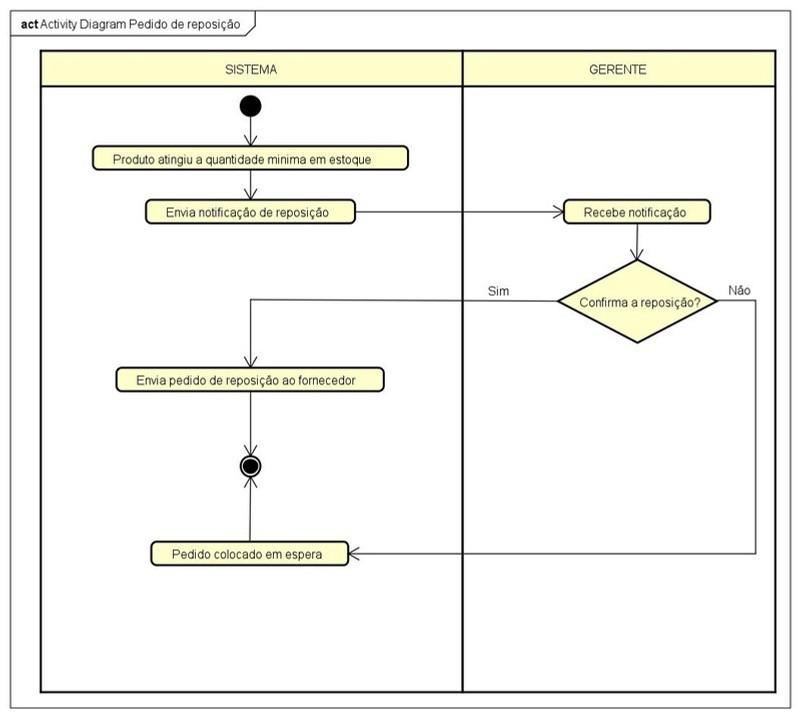 act Activity Diagram Pedido de reposição
SISTEMA
GERENTE
Produto atingiu a quantidade minima em estoque
Envia notificação de reposição
Recebe notificação
Sim
Confirma a reposição?
Não
Envia pedido de reposição ao fornecedor
Pedido colocado em espera